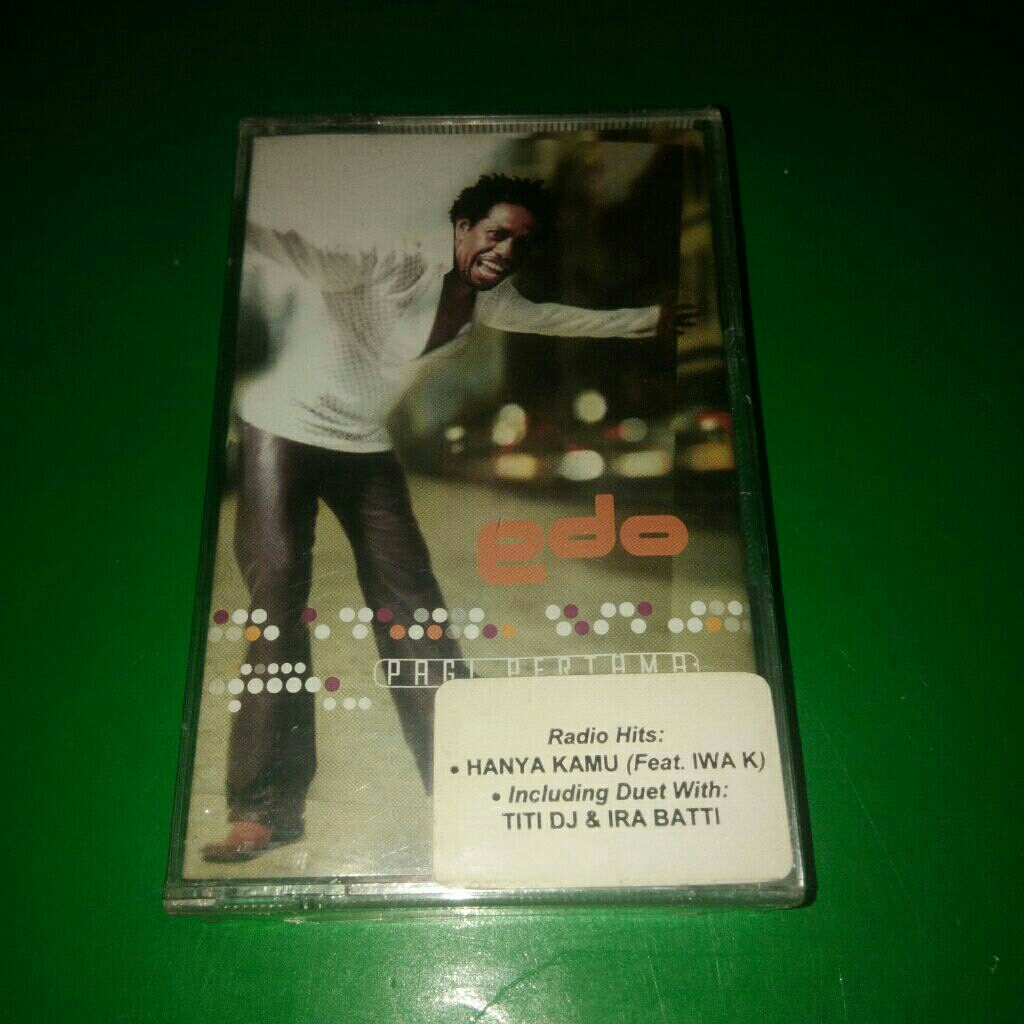 edo
PAGI PERTAMA
Radio Hits:
• HANYA KAMU (Feat. IWA K)
• Including Duet With:
TITI DJ & IRA BATTI